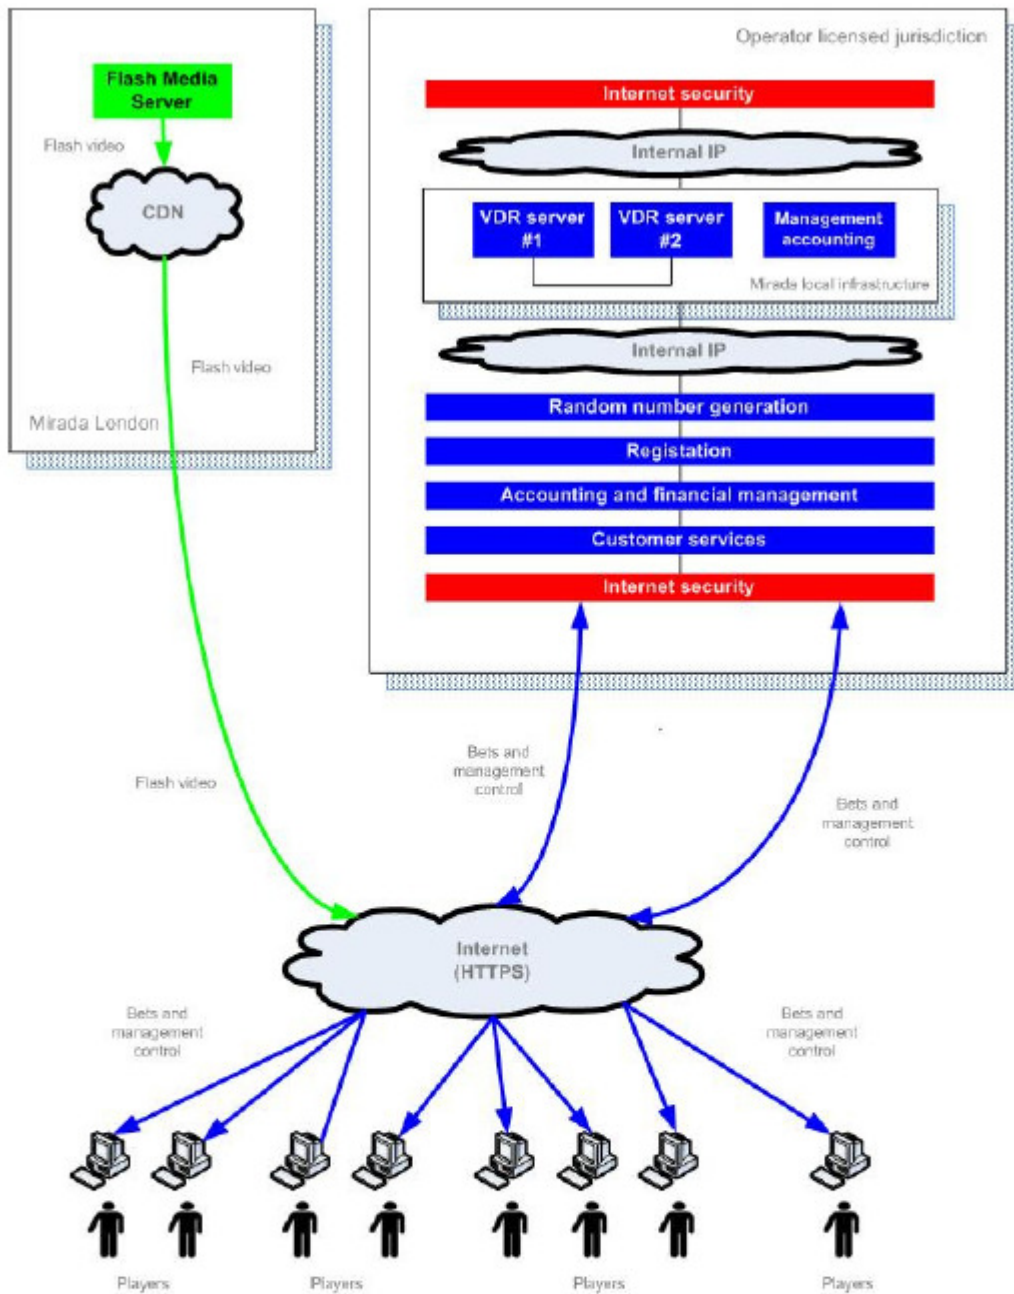 Flash Media
Server
Flash video
CDN
Flash video
Mirada London
Operator licensed jurisdiction
Internet security
Internal IP
VDR server
#1
VDR server
#2
Management
accounting
Mirada local infrastructure
Internal IP
Random number generation
Registation
Accounting and financial management
Customer services
Internet security
Flash video
Bets and
management
control
Bets and
management
control
Internet
(HTTPS)
Bets and
management
control
Bets and
management
control
Players
Players
Players
Players